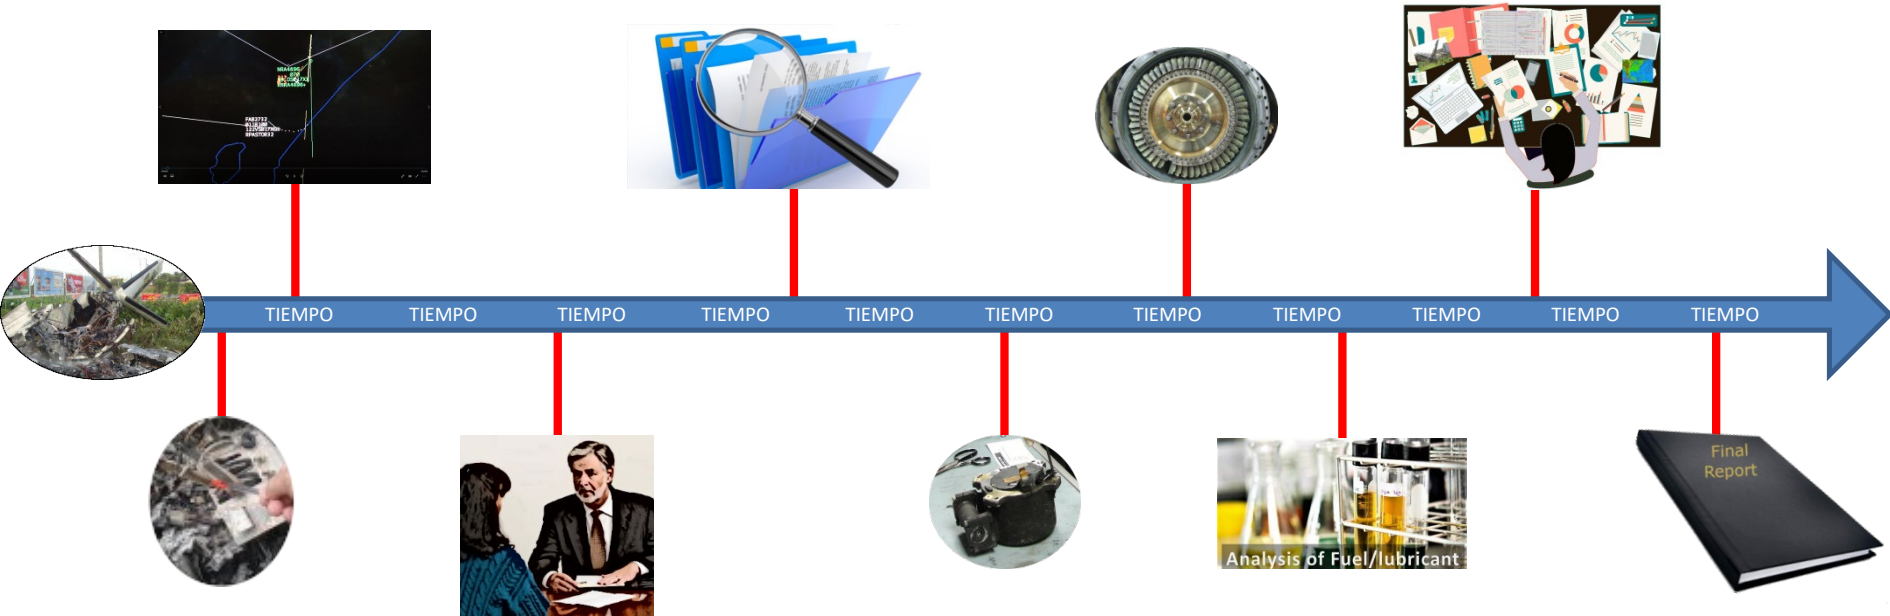 TIEMPO TIEMPO TIEMPO TIEMPO TIEMPO TIEMPO TIEMPO TIEMPO TIEMPO TIEMPO TIEMPO
Analysis of Fuel/lubricant
Final
Report